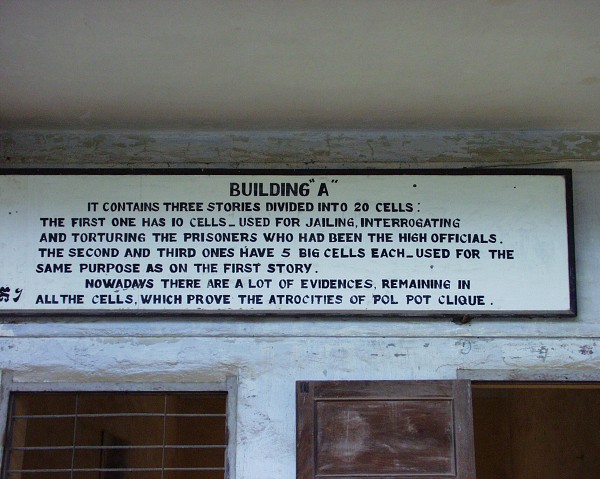 BUILDING "A"
IT CONTAINS THREE STORIES DIVIDED INTO 20 CELLS:
THE FIRST ONE HAS 10 CELLS_USED FOR JAILING, INTERROGATING
AND TORTURING THE PRISONERS WHO HAD BEEN THE HIGH OFFICIALS.
THE SECOND AND THIRD ONES HAVE 5 BIG CELLS EACH_USED FOR THE
SAME PURPOSE AS ON THE FIRST STORY.
NOWADAYS THERE ARE A LOT OF EVIDENCES, REMAINING IN
ALL THE CELLS, WHICH PROVE THE ATROCITIES OF POL POT CLIQUE.